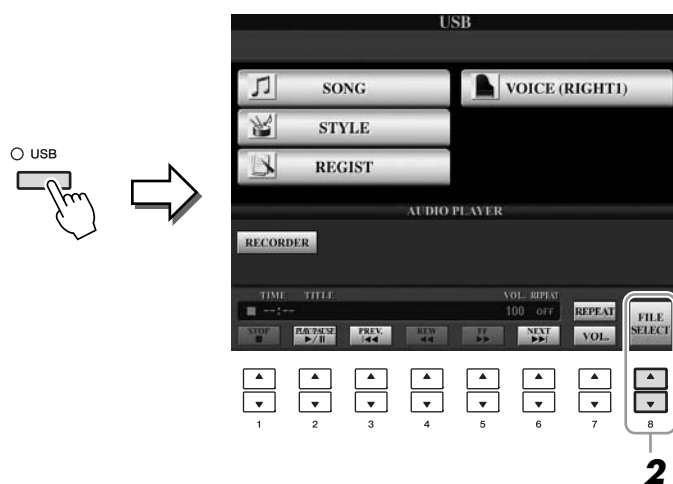 USB
SONG
VOICE (RIGHT1)
STYLE
USB
REGIST
AUDIO PLAYER
RECORDER
TIME TITLE VOL. REPEAT
--:-- 100 OFF REPEAT FILE SELECT
STOP PLAY/PAUSE PREV. REW FF NEXT VOL.
1 2 3 4 5 6 7 8
2